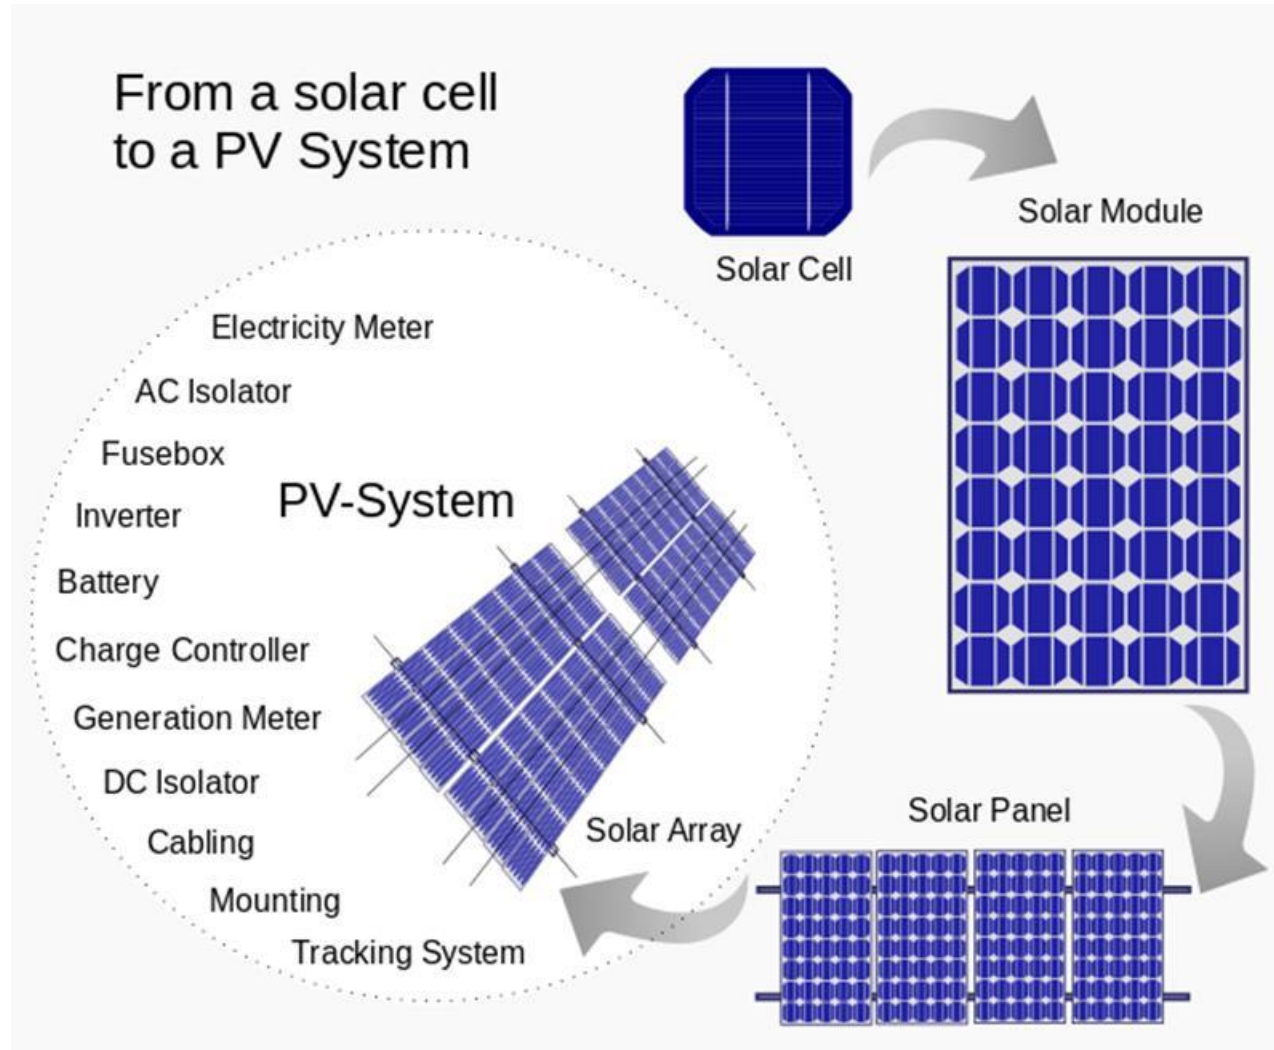 From a solar cell
to a PV System
Solar Cell
Solar Module
Solar Panel
Solar Array
PV-System
Electricity Meter
AC Isolator
Fusebox
Inverter
Battery
Charge Controller
Generation Meter
DC Isolator
Cabling
Mounting
Tracking System